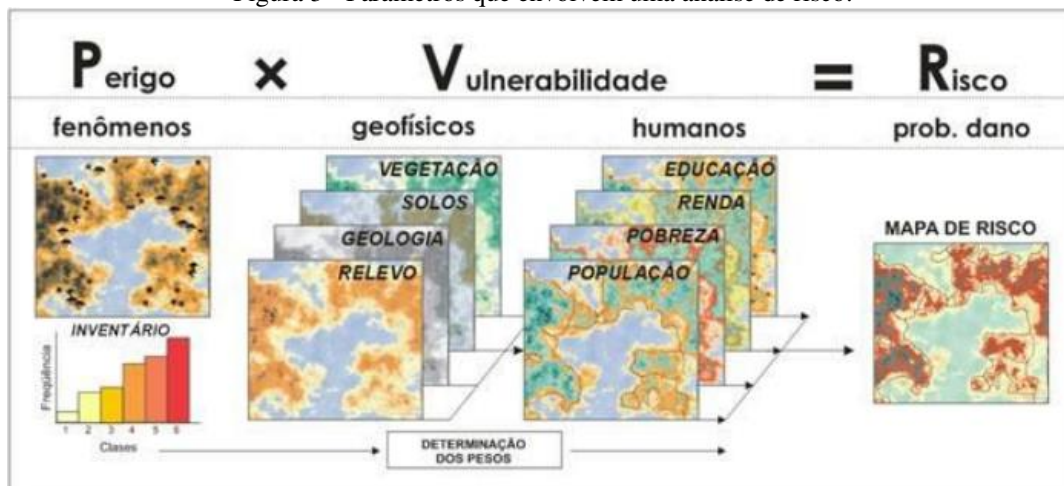 Perigo × Vulnerabilidade = Risco
fenômenos geofísicos humanos prob. dano
VEGETAÇÃO
SOLOS
GEOLOGIA
RELEVO
EDUCAÇÃO
RENDA
POBREZA
POPULAÇÃO
MAPA DE RISCO
INVENTÁRIO
Freqüência
1 2 3 4 5 6
Clases
DETERMINAÇÃO
DOS PESOS